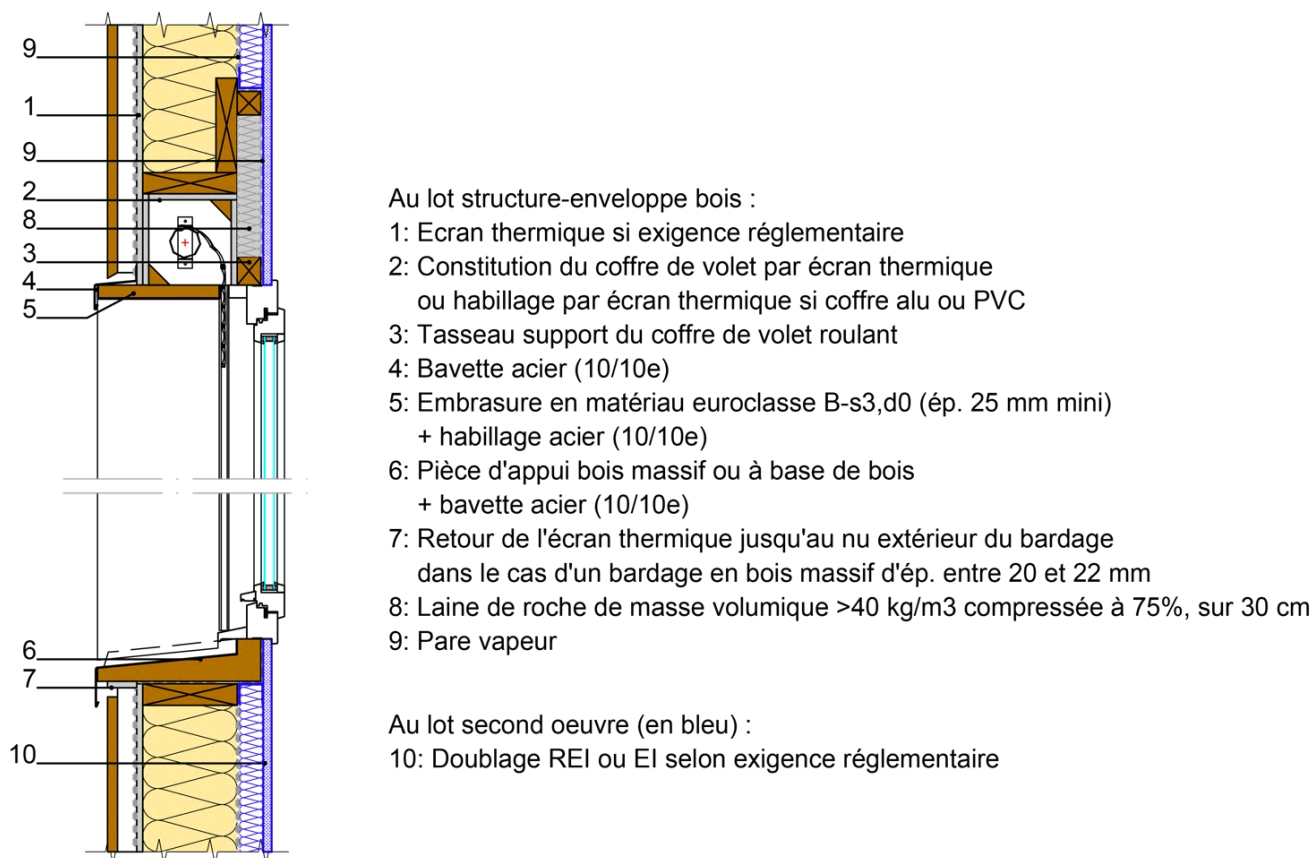 9
1
9
2
8
3
4
5
6
7
10
Au lot structure-enveloppe bois :
1: Ecran thermique si exigence réglementaire
2: Constitution du coffre de volet par écran thermique
ou habillage par écran thermique si coffre alu ou PVC
3: Tasseau support du coffre de volet roulant
4: Bavette acier (10/10e)
5: Embrasure en matériau euroclasse B-s3,d0 (ép. 25 mm mini)
+ habillage acier (10/10e)
6: Pièce d'appui bois massif ou à base de bois
+ bavette acier (10/10e)
7: Retour de l'écran thermique jusqu'au nu extérieur du bardage
dans le cas d'un bardage en bois massif d'ép. entre 20 et 22 mm
8: Laine de roche de masse volumique >40 kg/m3 compressée à 75%, sur 30 cm
9: Pare vapeur
Au lot second oeuvre (en bleu) :
10: Doublage REI ou EI selon exigence réglementaire